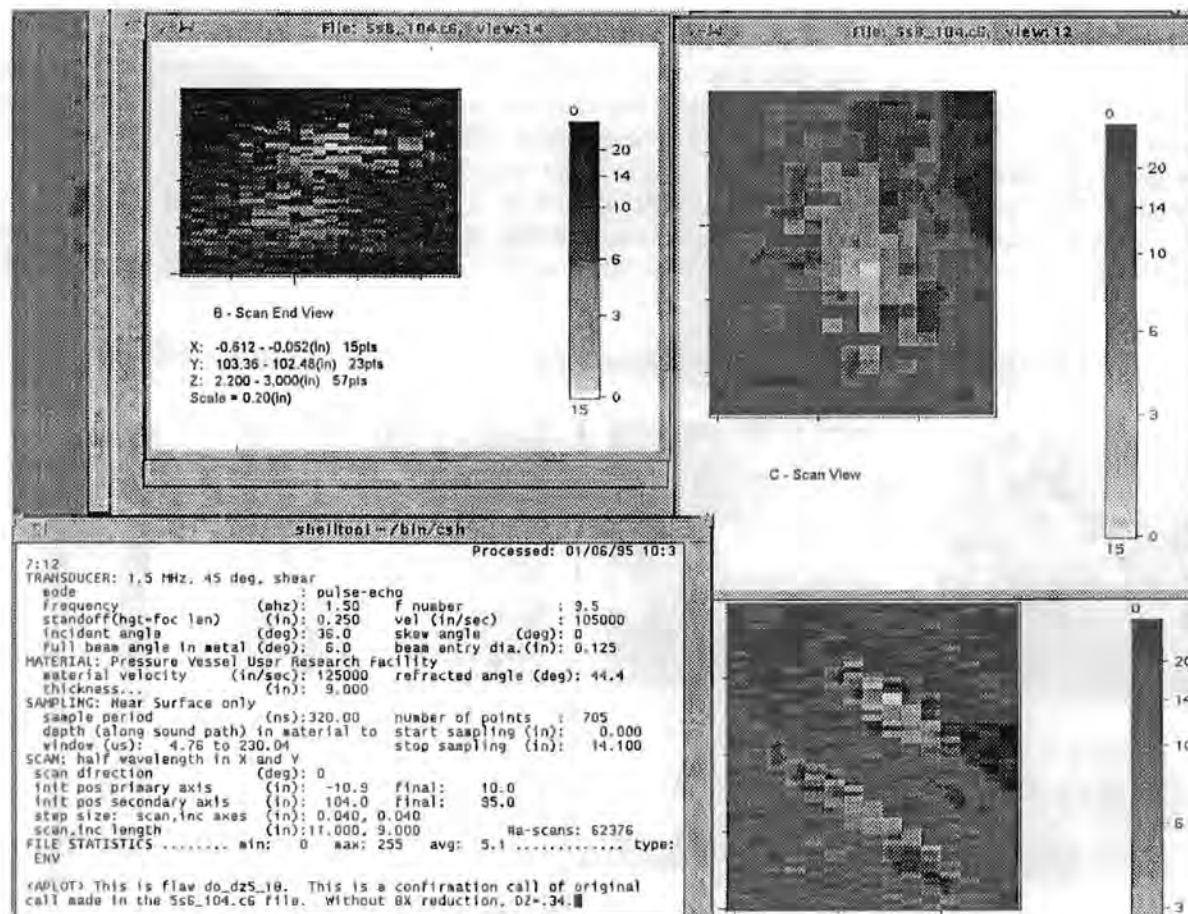 File: 5s6_104.c6, view:14
0
20
14
10
6
3
0
15
B - Scan End View
X: -0.612 - -0.052(in) 15pts
Y: 103.36 - 102.48(in) 23pts
Z: 2.200 - 3.000(in) 57pts
Scale = 0.20(in)
File: 5s6_104.c6, view:12
0
20
14
10
6
3
0
15
C - Scan View
shelltool - /bin/csh
Processed: 01/06/95 10:3
7:12
TRANSDUCER: 1.5 MHz, 45 deg, shear
mode : pulse-echo
frequency (mhz): 1.50 f number : 9.5
standoff(hgt-foc len) (in): 0.250 vel (in/sec) : 105000
incident angle (deg): 36.0 skew angle (deg): 0
full beam angle in metal (deg): 6.0 beam entry dia.(in): 0.125
MATERIAL: Pressure Vessel User Research Facility
material velocity (in/sec): 125000 refracted angle (deg): 44.4
thickness... (in): 9.000
SAMPLING: Near Surface only
sample period (ns):320.00 number of points : 705
depth (along sound path) in material to start sampling (in): 0.000
window (us): 4.76 to 230.04 stop sampling (in): 14.100
SCAN: half wavelength in X and Y
scan direction (deg): 0
init pos primary axis (in): -10.9 final: 10.0
init pos secondary axis (in): 104.0 final: 95.0
step size: scan,inc axes (in): 0.040, 0.040
scan,inc length (in):11.000, 9.000 #a-scans: 62376
FILE STATISTICS ........ min: 0 max: 255 avg: 5.1 ............. type:
ENV
<APLOT> This is flaw do_dz5_10. This is a confirmation call of original
call made in the 5s6_104.c6 file. Without BX reduction, DZ=.34.
0
20
14
10
6
3